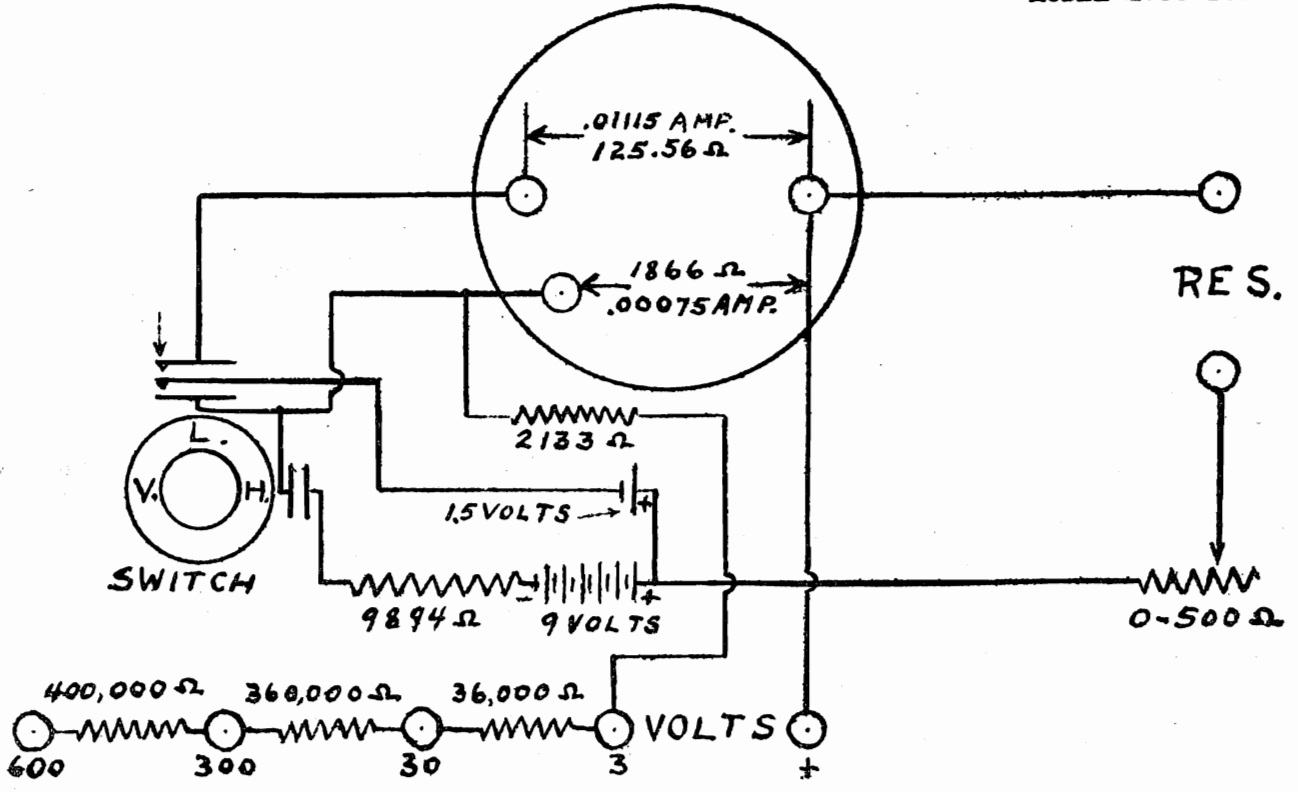 .01115 AMP.
125.56 Ω
1866 Ω
.00075 AMP.
RES.
2133 Ω
L.
V.
H.
1.5 VOLTS
+
SWITCH
9894 Ω
-
9 VOLTS
+
0-500 Ω
400,000 Ω
360,000 Ω
36,000 Ω
VOLTS
600
300
30
3
+